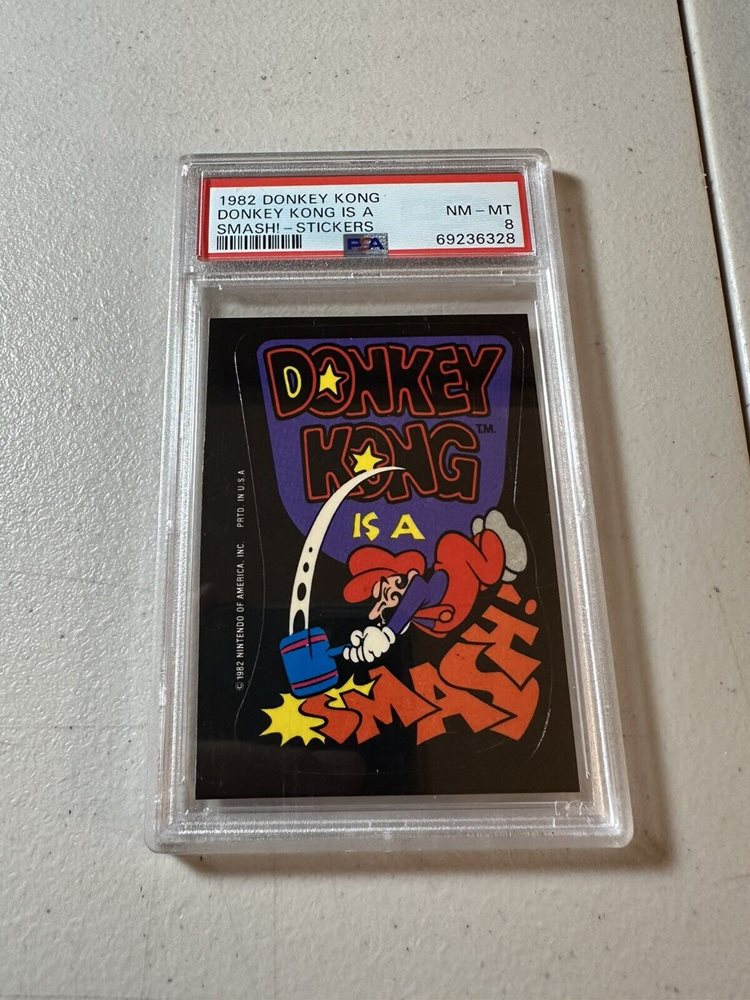 1982 DONKEY KONG
DONKEY KONG IS A NM – MT
SMASH! – STICKERS 8
PSA 69236328
DONKEY
KONG T.M.
IS A
SMASH!
© 1982 NINTENDO OF AMERICA, INC. PRTD. IN U.S.A.